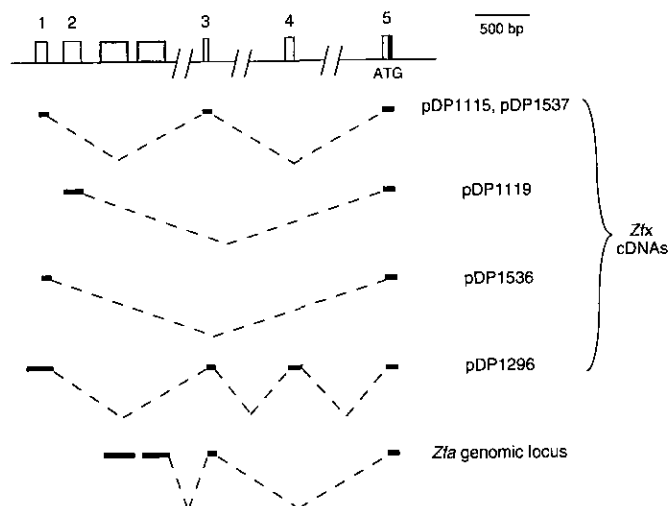 1 2 3 4 5
500 bp
ATG
pDP1115, pDP1537
pDP1119
Zfx
cDNAs
pDP1536
pDP1296
Zfa genomic locus